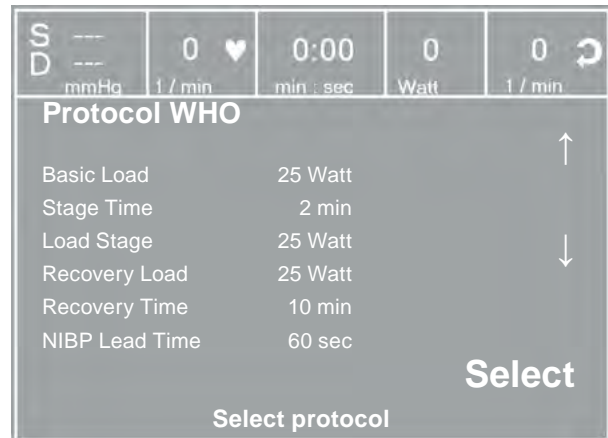 S --- 0 ♥ 0:00 0 0
D ---
mmHg 1 / min min : sec Watt 1 / min
Protocol WHO
↑
Basic Load 25 Watt
Stage Time 2 min
Load Stage 25 Watt
↓
Recovery Load 25 Watt
Recovery Time 10 min
NIBP Lead Time 60 sec
Select
Select protocol